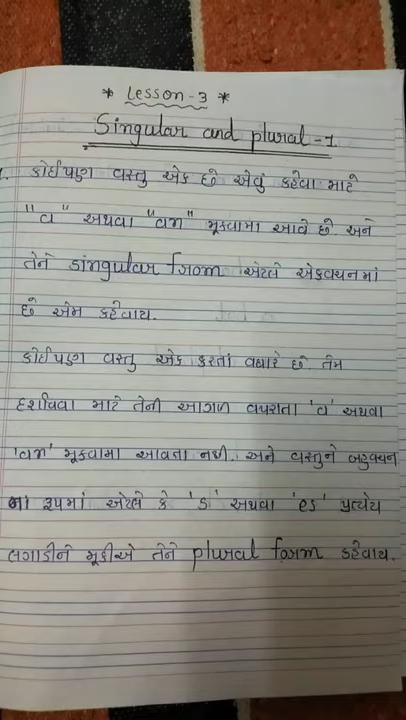 * Lesson-3 *
Singular and plural-1
1. કોઈપણ વસ્તુ એક છે એવું કહેવા માટે
"a" અથવા "an" મૂકવામા આવે છે. અને
તેને singular form એટલે એકવચનમાં
છે એમ કહેવાય.
કોઈપણ વસ્તુ એક કરતાં વધારે છે તેમ
દર્શાવવા માટે તેની આગળ વપરાતા 'a' અથવા
'an' મૂકવામા આવતા નથી. અને વસ્તુને બહુવચન
નાં રૂપમાં એટલે કે 's' અથવા 'es' પ્રત્યેય
લગાડીને મૂકીએ તેને plural form કહેવાય.